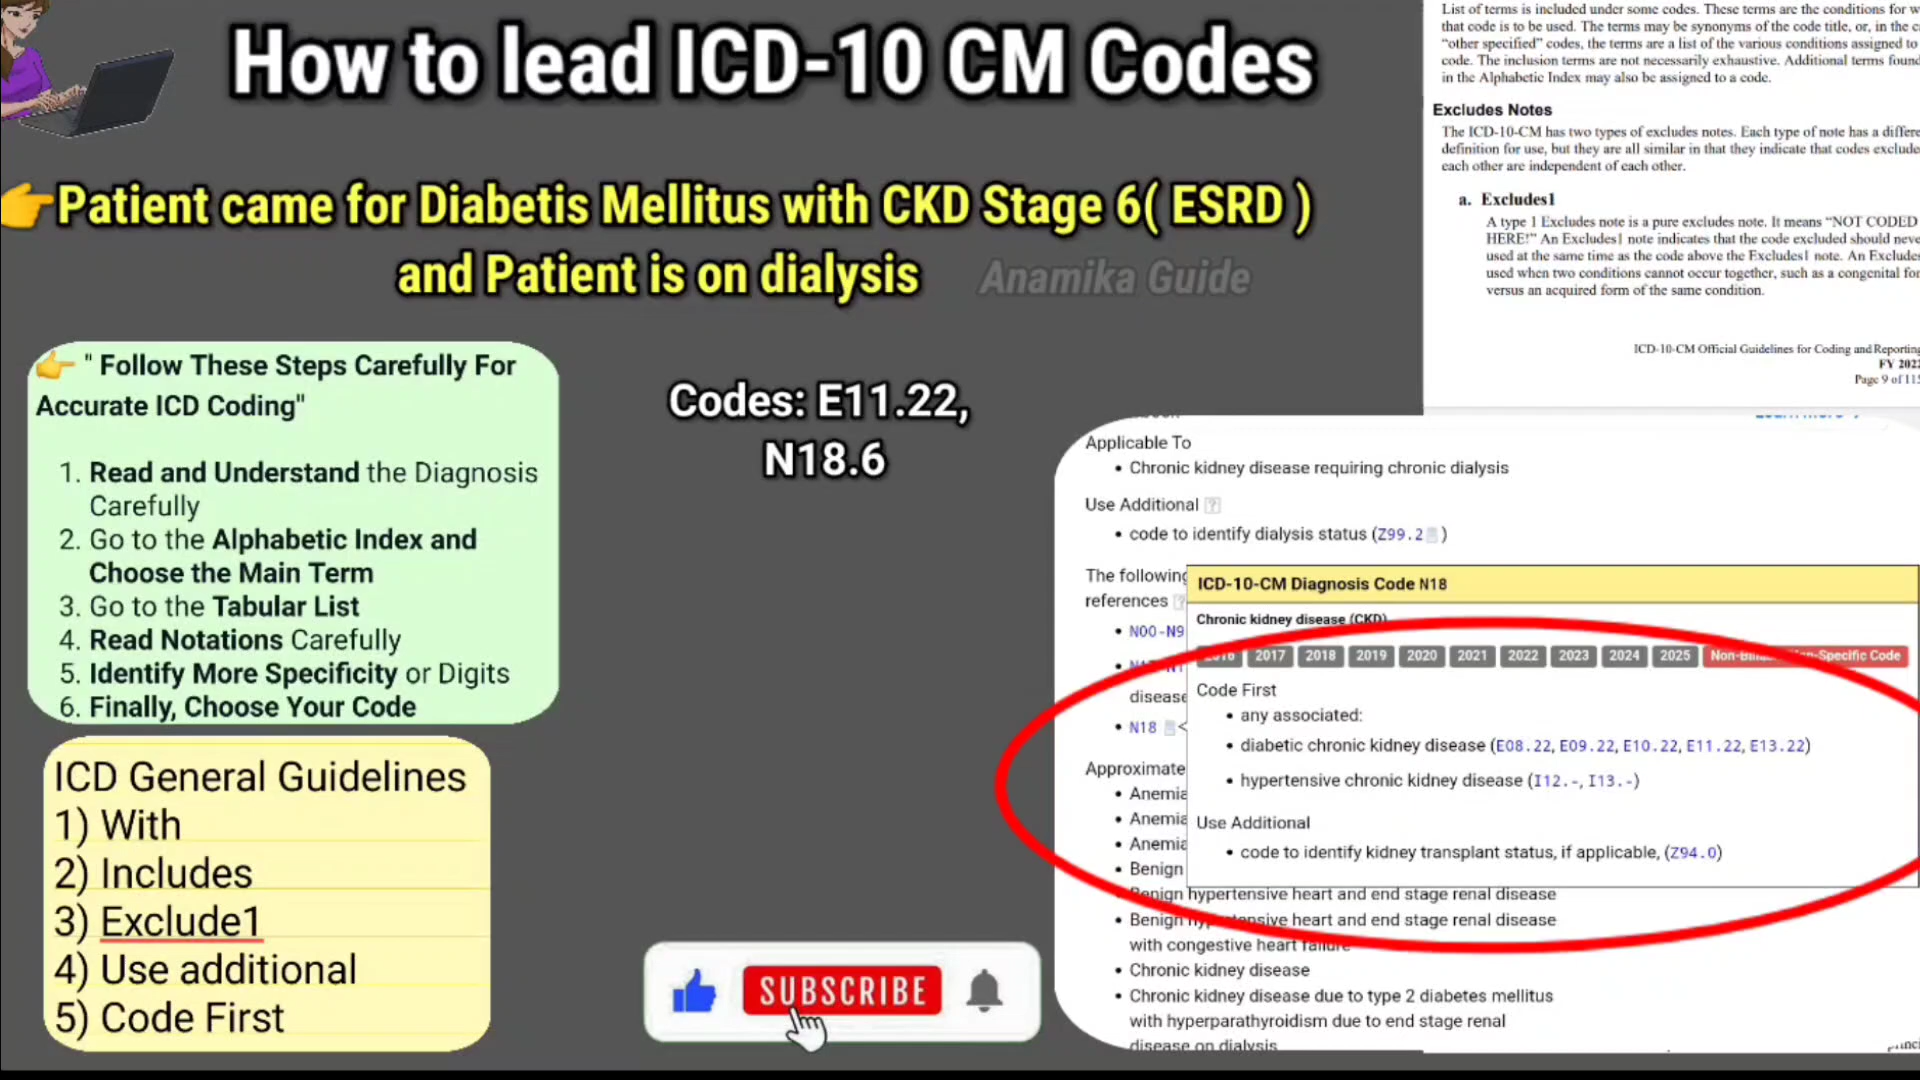 How to lead ICD-10 CM Codes
Patient came for Diabetis Mellitus with CKD Stage 6( ESRD )
and Patient is on dialysis
Anamika Guide
" Follow These Steps Carefully For
Accurate ICD Coding"
1. Read and Understand the Diagnosis
Carefully
2. Go to the Alphabetic Index and
Choose the Main Term
3. Go to the Tabular List
4. Read Notations Carefully
5. Identify More Specificity or Digits
6. Finally, Choose Your Code
ICD General Guidelines
1) With
2) Includes
3) Exclude1
4) Use additional
5) Code First
Codes: E11.22,
N18.6
SUBSCRIBE
List of terms is included under some codes. These terms are the conditions for
that code is to be used. The terms may be synonyms of the code title, or, in the
“other specified” codes, the terms are a list of the various conditions assigned to
code. The inclusion terms are not necessarily exhaustive. Additional terms found
in the Alphabetic Index may also be assigned to a code.
Excludes Notes
The ICD-10-CM has two types of excludes notes. Each type of note has a
definition for use, but they are all similar in that they indicate that codes
each other are independent of each other.
a. Excludes1
A type 1 Excludes note is a pure excludes note. It means “NOT CODED
HERE!” An Excludes1 note indicates that the code excluded should
used at the same time as the code above the Excludes1 note. An
used when two conditions cannot occur together, such as a congenital
versus an acquired form of the same condition.
ICD-10-CM Official Guidelines for Coding and Reporting
FY 2022
Page 9 of 115
Applicable To
• Chronic kidney disease requiring chronic dialysis
Use Additional
• code to identify dialysis status (Z99.2)
The following
references
• N00-N9
disease
• N18
Approximate
• Anemia
• Anemia
• Anemia
• Benign
• Benign hypertensive heart and end stage renal disease
• Benign hypertensive heart and end stage renal disease
with congestive heart failure
• Chronic kidney disease
• Chronic kidney disease due to type 2 diabetes mellitus
with hyperparathyroidism due to end stage renal
disease on dialysis
ICD-10-CM Diagnosis Code N18
Chronic kidney disease (CKD)
2016 2017 2018 2019 2020 2021 2022 2023 2024 2025 Non-Billable/Non-Specific Code
Code First
• any associated:
• diabetic chronic kidney disease (E08.22, E09.22, E10.22, E11.22, E13.22)
• hypertensive chronic kidney disease (I12.-, I13.-)
Use Additional
• code to identify kidney transplant status, if applicable, (Z94.0)